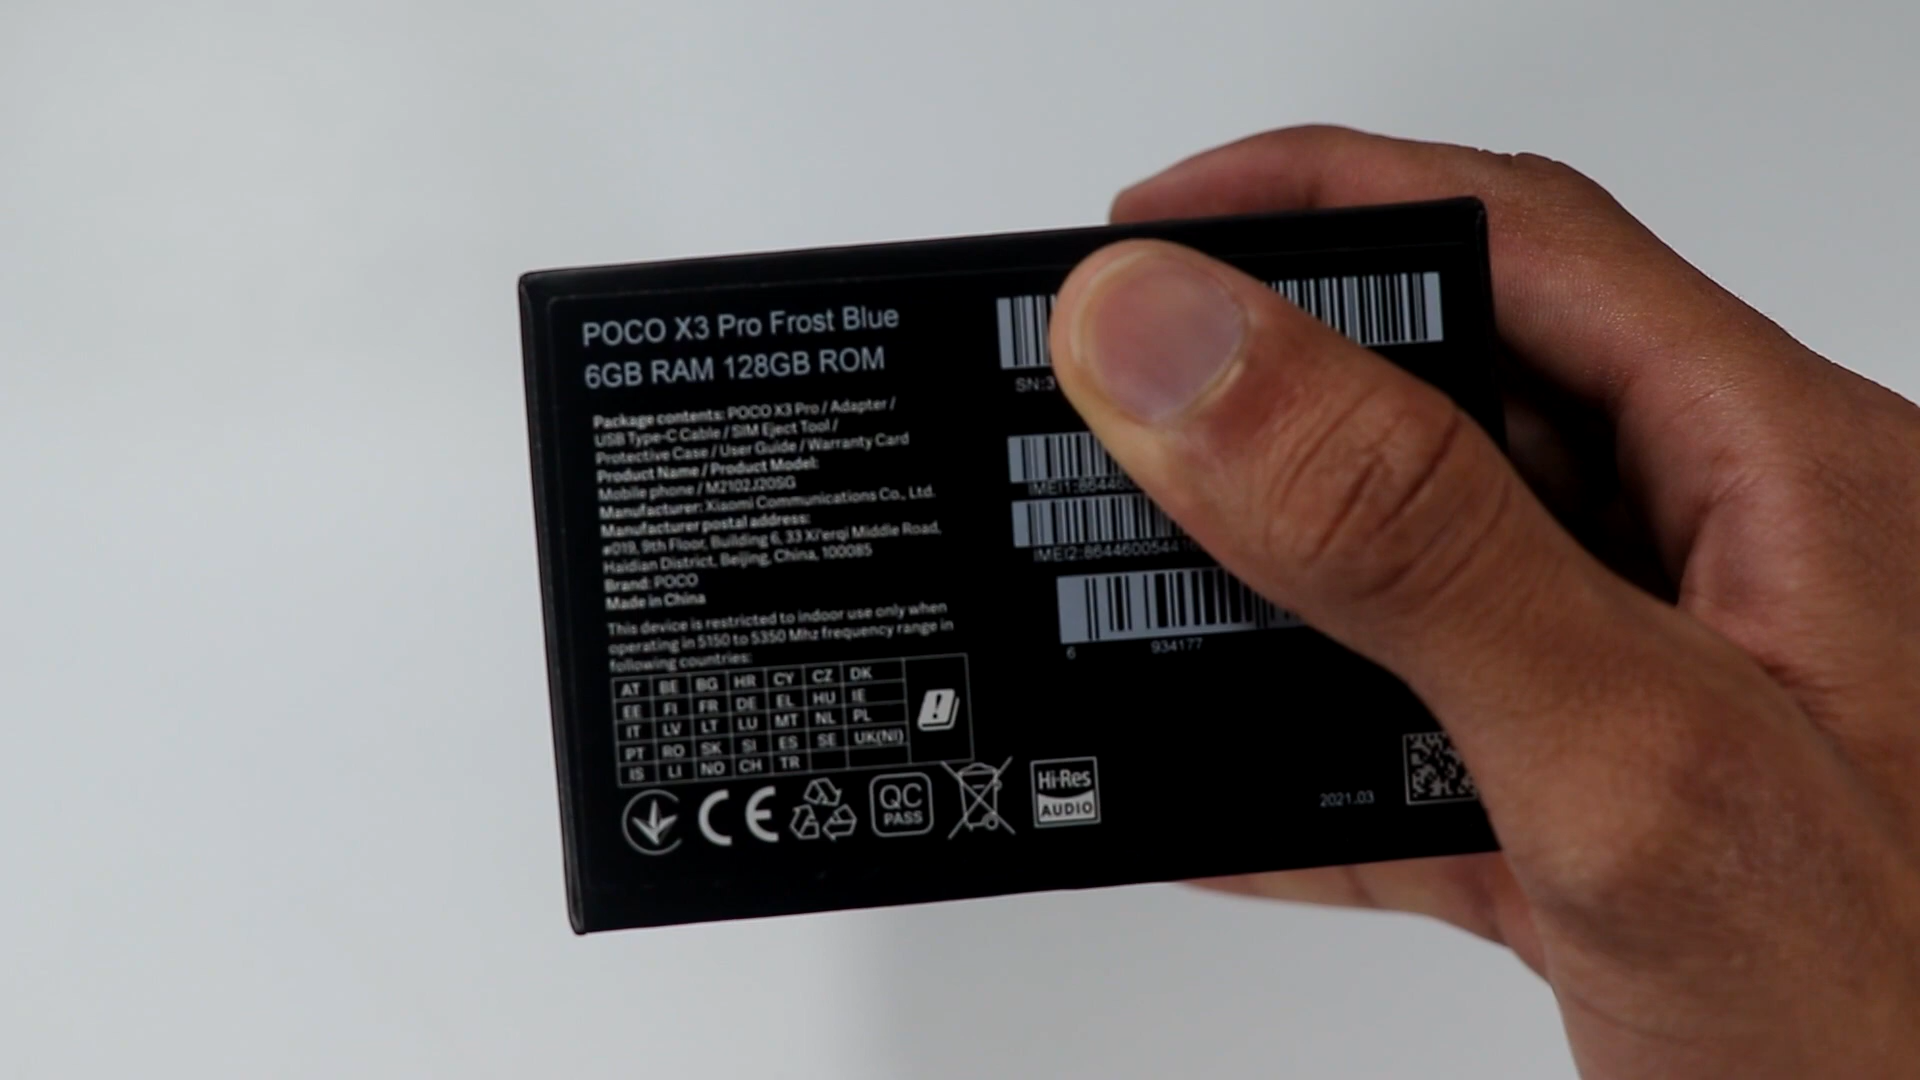 POCO X3 Pro Frost Blue
6GB RAM 128GB ROM
Package contents: POCO X3 Pro / Adapter /
USB Type-C Cable / SIM Eject Tool /
Protective Case / User Guide / Warranty Card
Product Name / Product Model:
Mobile phone / M2102J20SG
Manufacturer: Xiaomi Communications Co., Ltd.
Manufacturer postal address:
#019, 9th Floor, Building 6, 33 Xi'erqi Middle Road,
Haidian District, Beijing, China, 100085
Brand: POCO
Made in China
This device is restricted to indoor use only when
operating in 5150 to 5350 Mhz frequency range in
following countries:
AT BE BG HR CY CZ DK
EE FI FR DE EL HU IE
IT LV LT LU MT NL PL
PT RO SK SI ES SE UK(NI)
IS LI NO CH TR
CE
QC
PASS
Hi-Res
AUDIO
SN:3
IMEI1:86446
IMEI2:8644600544
6 934177
2021.03